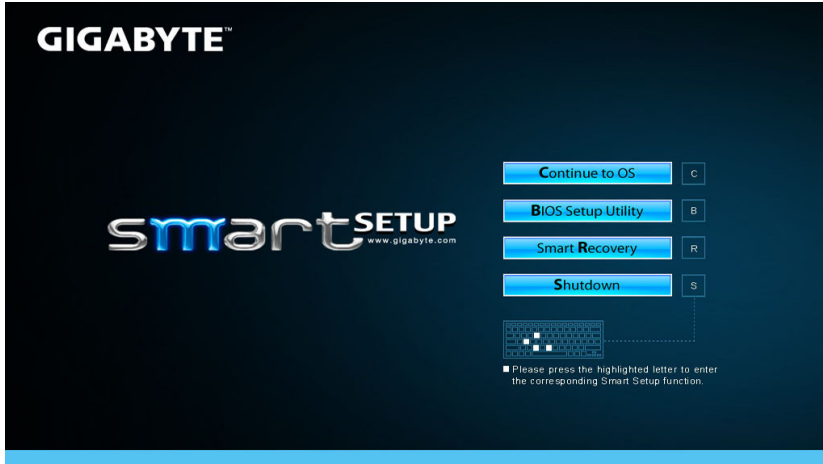 GIGABYTE™
smart SETUP
www.gigabyte.com
Continue to OS C
BIOS Setup Utility B
Smart Recovery R
Shutdown S
Please press the highlighted letter to enter
the corresponding Smart Setup function.